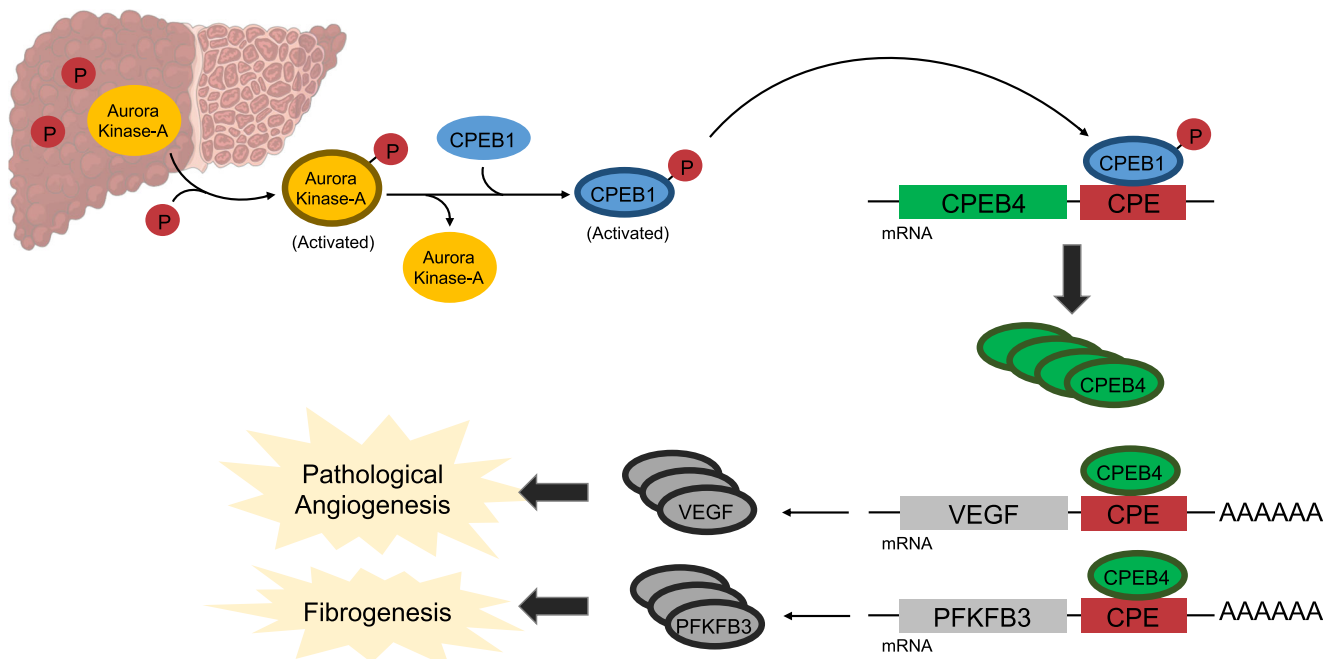 P
Aurora
Kinase-A
P
P
P
Aurora
Kinase-A
(Activated)
CPEB1
Aurora
Kinase-A
P
CPEB1
(Activated)
P
CPEB1
CPEB4
CPE
mRNA
CPEB4
CPEB4
VEGF
CPE
AAAAAA
mRNA
VEGF
Pathological
Angiogenesis
CPEB4
PFKFB3
CPE
AAAAAA
mRNA
PFKFB3
Fibrogenesis